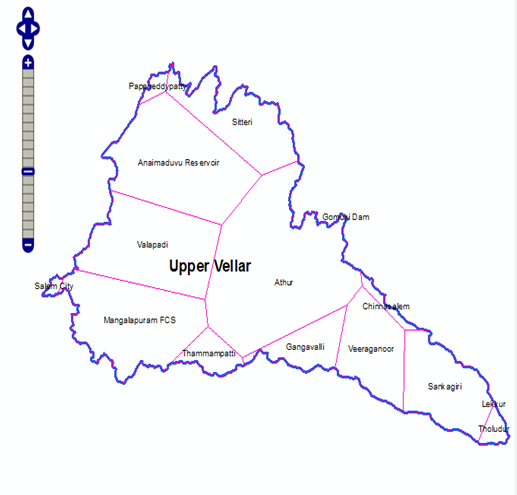 Pappireddypatty
Sitteri
Anaimaduvu Reservoir
Gomuki Dam
Valapadi
Upper Vellar
Athur
Salem City
Chinnasalem
Mangalapuram FCS
Gangavalli
Veeraganoor
Thammampatti
Sarkagiri
Lekkur
Tholudur